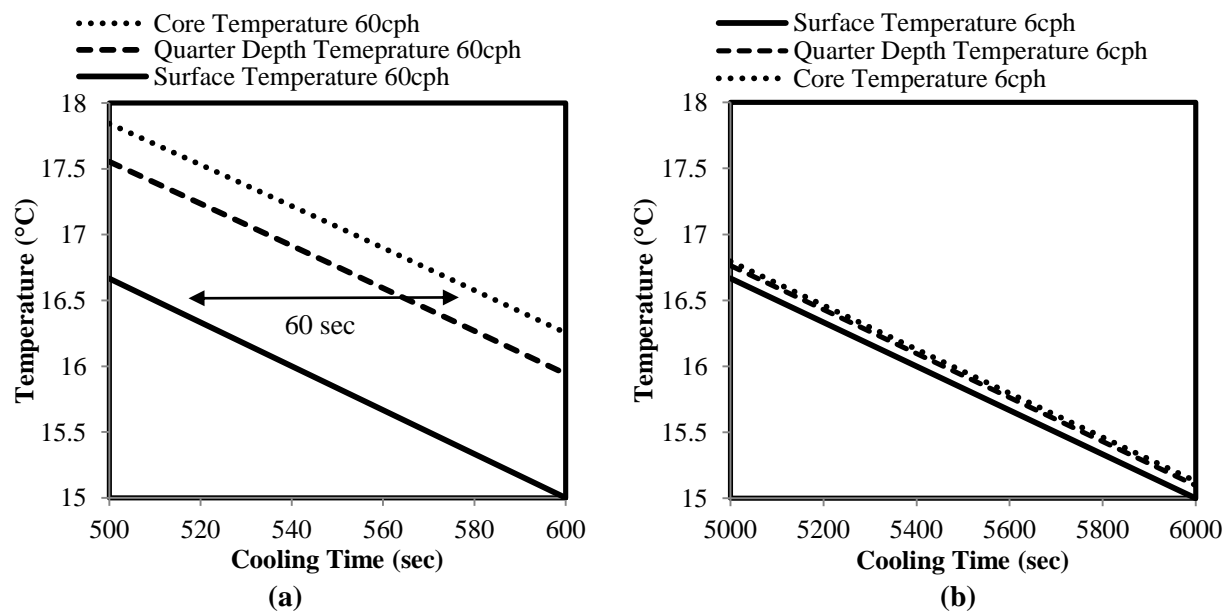 Core Temperature 60cph
Quarter Depth Temeprature 60cph
Surface Temperature 60cph
18
17.5
17
16.5
16
15.5
15
Temperature (°C)
60 sec
500 520 540 560 580 600
Cooling Time (sec)
(a)
Surface Temperature 6cph
Quarter Depth Temperature 6cph
Core Temperature 6cph
18
17.5
17
16.5
16
15.5
15
Temperature (°C)
5000 5200 5400 5600 5800 6000
Cooling Time (sec)
(b)